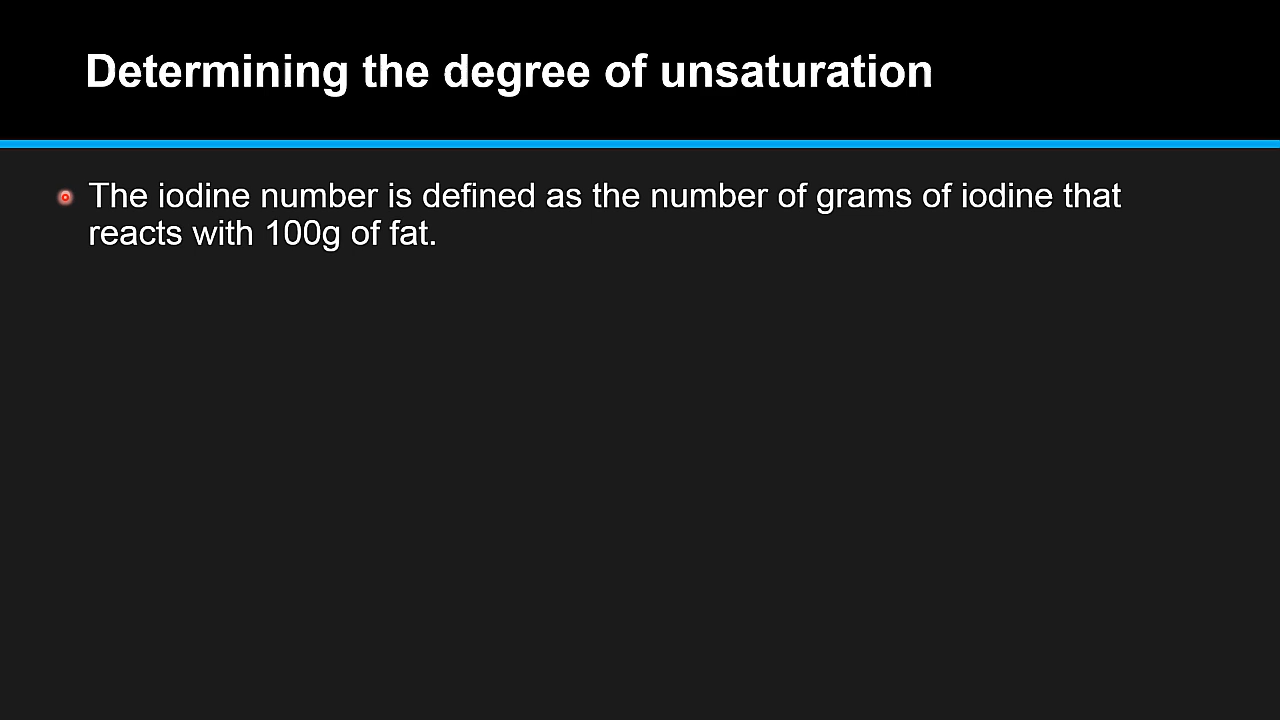 Determining the degree of unsaturation
The iodine number is defined as the number of grams of iodine that
reacts with 100g of fat.